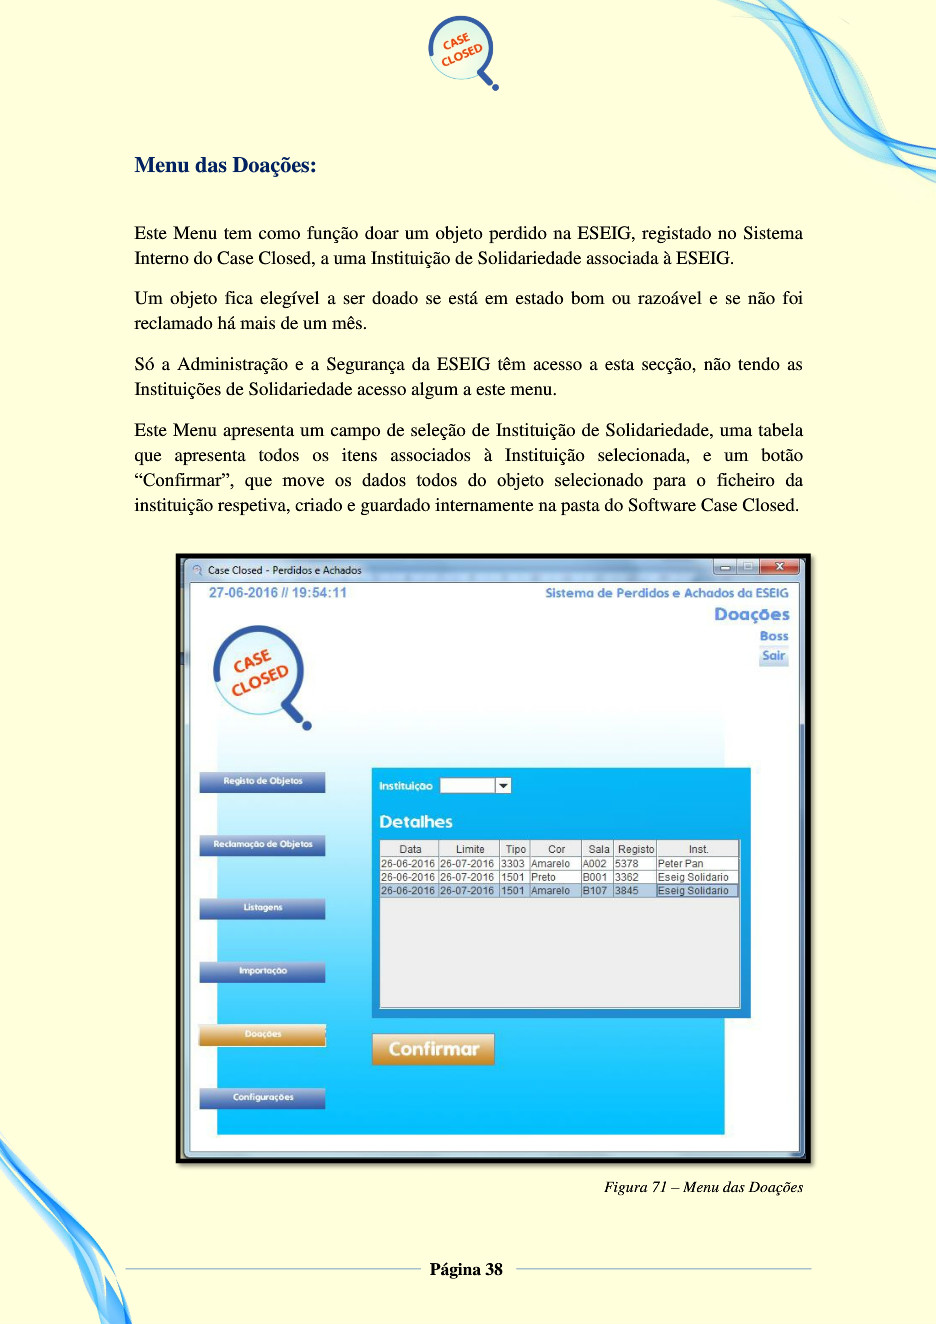 CASE
CLOSED
Menu das Doações:
Este Menu tem como função doar um objeto perdido na ESEIG, registado no Sistema
Interno do Case Closed, a uma Instituição de Solidariedade associada à ESEIG.
Um objeto fica elegível a ser doado se está em estado bom ou razoável e se não foi
reclamado há mais de um mês.
Só a Administração e a Segurança da ESEIG têm acesso a esta secção, não tendo as
Instituições de Solidariedade acesso algum a este menu.
Este Menu apresenta um campo de seleção de Instituição de Solidariedade, uma tabela
que apresenta todos os itens associados à Instituição selecionada, e um botão
“Confirmar”, que move os dados todos do objeto selecionado para o ficheiro da
instituição respetiva, criado e guardado internamente na pasta do Software Case Closed.
Case Closed - Perdidos e Achados
27-06-2016 // 19:54:11 Sistema de Perdidos e Achados da ESEIG
Doações
Boss
Sair
CASE
CLOSED
Registo de Objetos
Reclamação de Objetos
Listagens
Importação
Doações
Configurações
Instituição
Detalhes
Data Limite Tipo Cor Sala Registo Inst.
26-06-2016 26-07-2016 3303 Amarelo A002 5378 Peter Pan
26-06-2016 26-07-2016 1501 Preto B001 3362 Eseig Solidario
26-06-2016 26-07-2016 1501 Amarelo B107 3845 Eseig Solidario
Confirmar
Figura 71 – Menu das Doações
Página 38